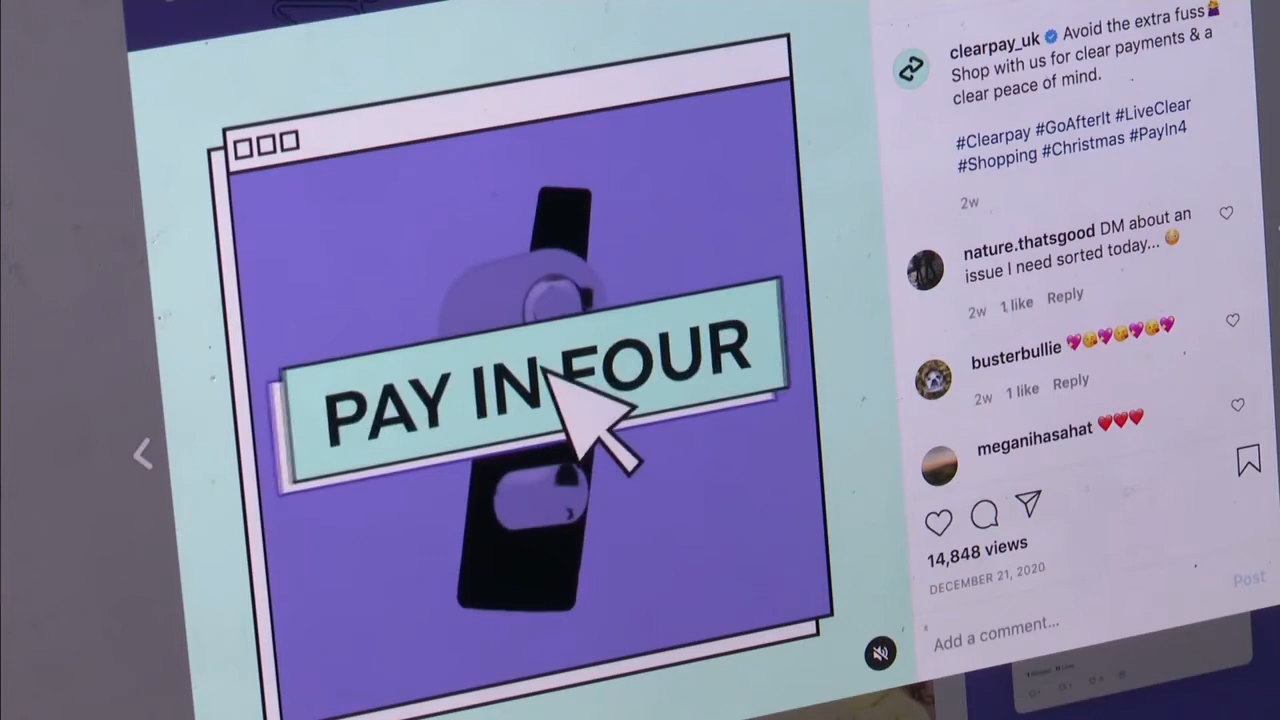 PAY IN FOUR
clearpay_uk Avoid the extra fuss🤷‍♀️
Shop with us for clear payments & a
clear peace of mind.
#Clearpay #GoAfterIt #LiveClear
#Shopping #Christmas #PayIn4
2w
nature.thatsgood DM about an
issue I need sorted today... 😳
2w 1 like Reply
busterbullie 💖😘💖😘💖😘💖
2w 1 like Reply
meganihasahat ❤️❤️❤️
14,848 views
DECEMBER 21, 2020
Add a comment...
Post